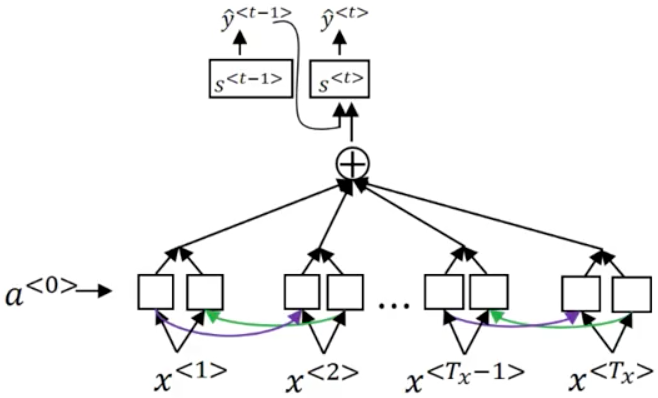 ŷ<t−1> ŷ<t>
s<t−1> s<t>
+
a<0>
...
x<1> x<2> x<Tₓ−1> x<Tₓ>